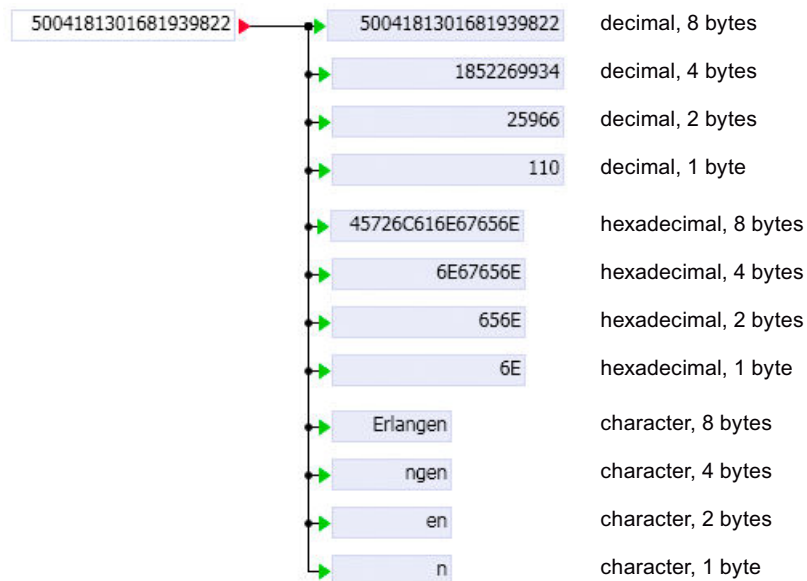 5004181301681939822 5004181301681939822 decimal, 8 bytes
1852269934 decimal, 4 bytes
25966 decimal, 2 bytes
110 decimal, 1 byte
45726C616E67656E hexadecimal, 8 bytes
6E67656E hexadecimal, 4 bytes
656E hexadecimal, 2 bytes
6E hexadecimal, 1 byte
Erlangen character, 8 bytes
ngen character, 4 bytes
en character, 2 bytes
n character, 1 byte